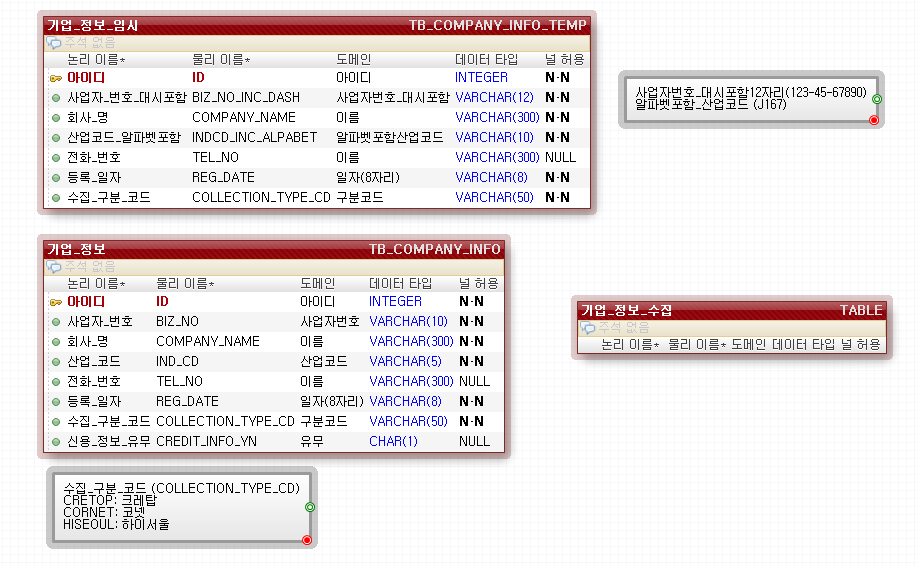 기업_정보_임시 TB_COMPANY_INFO_TEMP
주석 없음
논리 이름* 물리 이름* 도메인 데이터 타입 널 허용
아이디 ID 아이디 INTEGER N-N
사업자_번호_대시포함 BIZ_NO_INC_DASH 사업자번호_대시포함 VARCHAR(12) N-N
회사_명 COMPANY_NAME 이름 VARCHAR(300) N-N
산업코드_알파벳포함 INDCD_INC_ALPABET 알파벳포함산업코드 VARCHAR(10) N-N
전화_번호 TEL_NO 이름 VARCHAR(300) NULL
등록_일자 REG_DATE 일자(8자리) VARCHAR(8) N-N
수집_구분_코드 COLLECTION_TYPE_CD 구분코드 VARCHAR(50) N-N
사업자번호_대시포함12자리(123-45-67890)
알파벳포함_산업코드 (J167)
기업_정보 TB_COMPANY_INFO
주석 없음
논리 이름* 물리 이름* 도메인 데이터 타입 널 허용
아이디 ID 아이디 INTEGER N-N
사업자_번호 BIZ_NO 사업자번호 VARCHAR(10) N-N
회사_명 COMPANY_NAME 이름 VARCHAR(300) N-N
산업_코드 IND_CD 산업코드 VARCHAR(5) N-N
전화_번호 TEL_NO 이름 VARCHAR(300) NULL
등록_일자 REG_DATE 일자(8자리) VARCHAR(8) N-N
수집_구분_코드 COLLECTION_TYPE_CD 구분코드 VARCHAR(50) N-N
신용_정보_유무 CREDIT_INFO_YN 유무 CHAR(1) NULL
기업_정보_수집 TABLE
주석 없음
논리 이름* 물리 이름* 도메인 데이터 타입 널 허용
수집_구분_코드 (COLLECTION_TYPE_CD)
CRETOP: 크레탑
CORNET: 코넷
HISEOUL: 하이서울